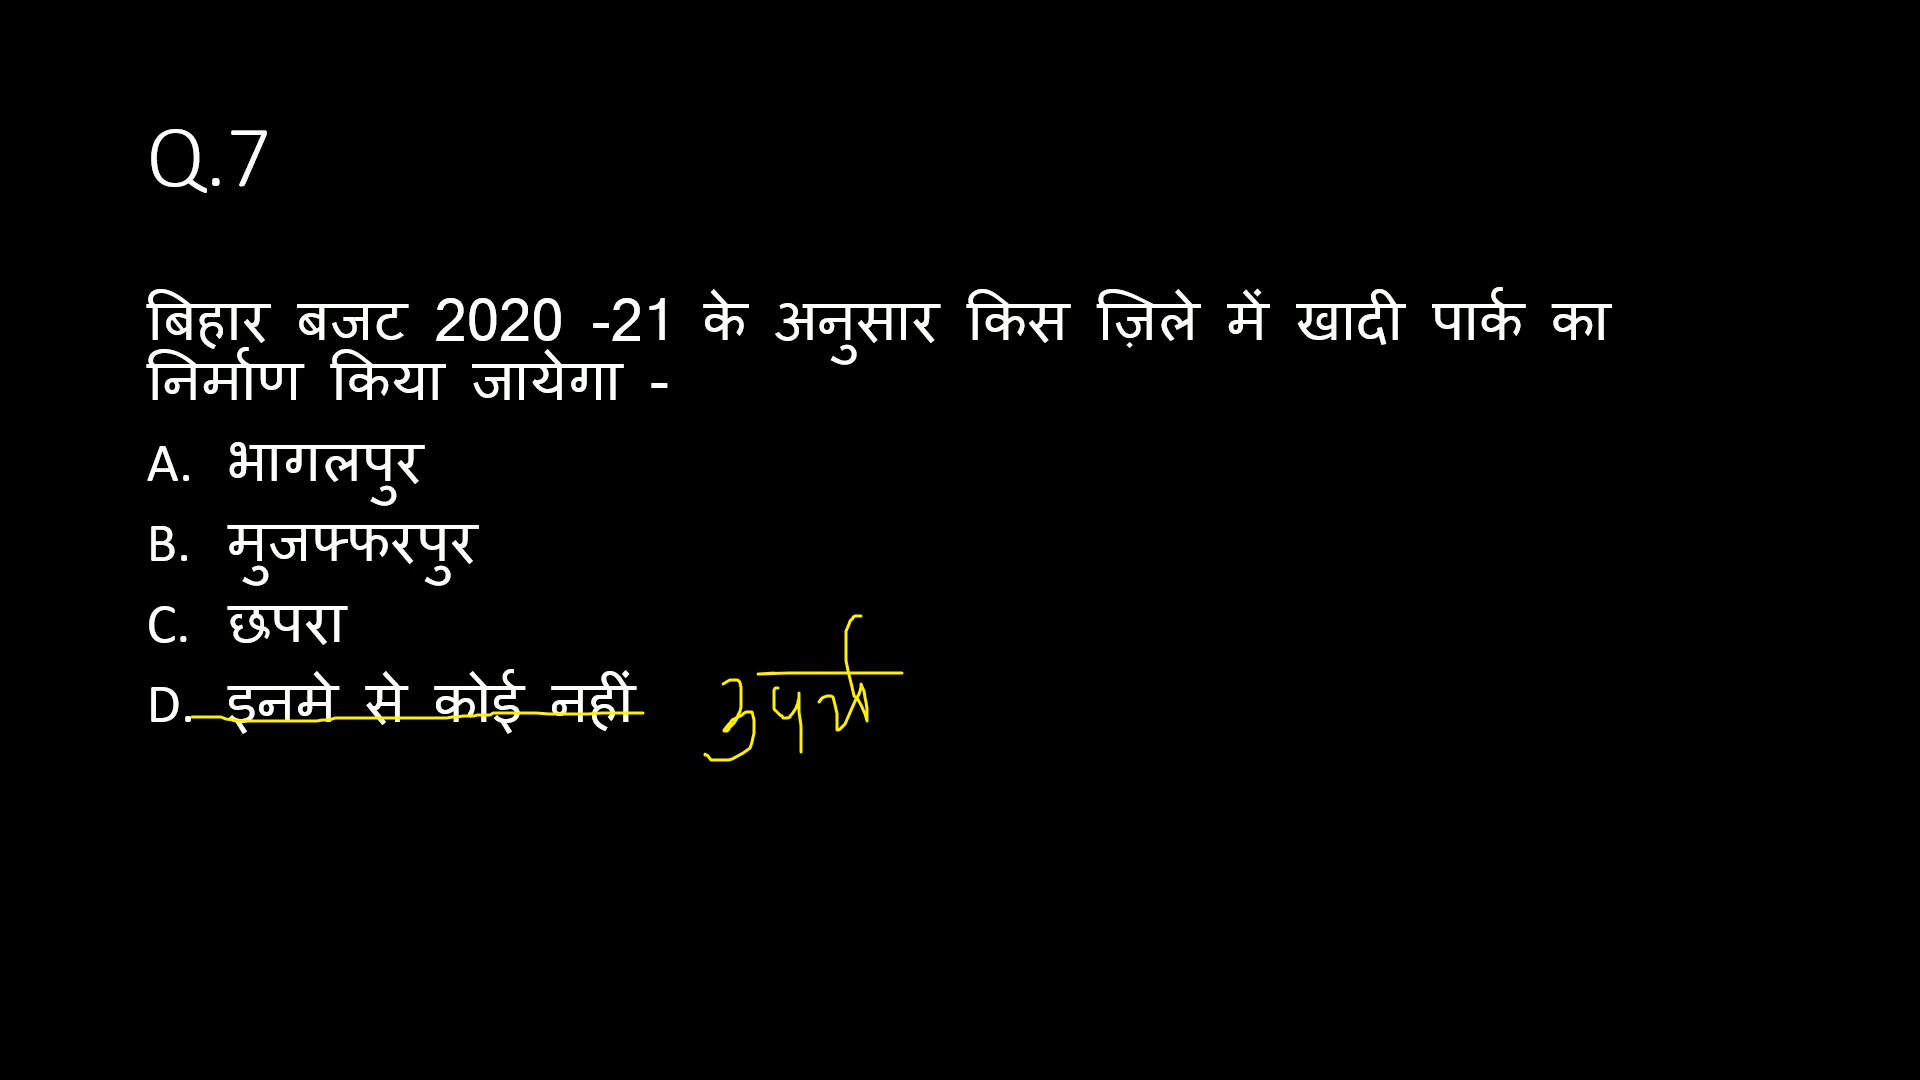 Q.7
बिहार बजट 2020 -21 के अनुसार किस ज़िले में खादी पार्क का
निर्माण किया जायेगा -
A. भागलपुर
B. मुजफ्फरपुर
C. छपरा
D. इनमे से कोई नहीं